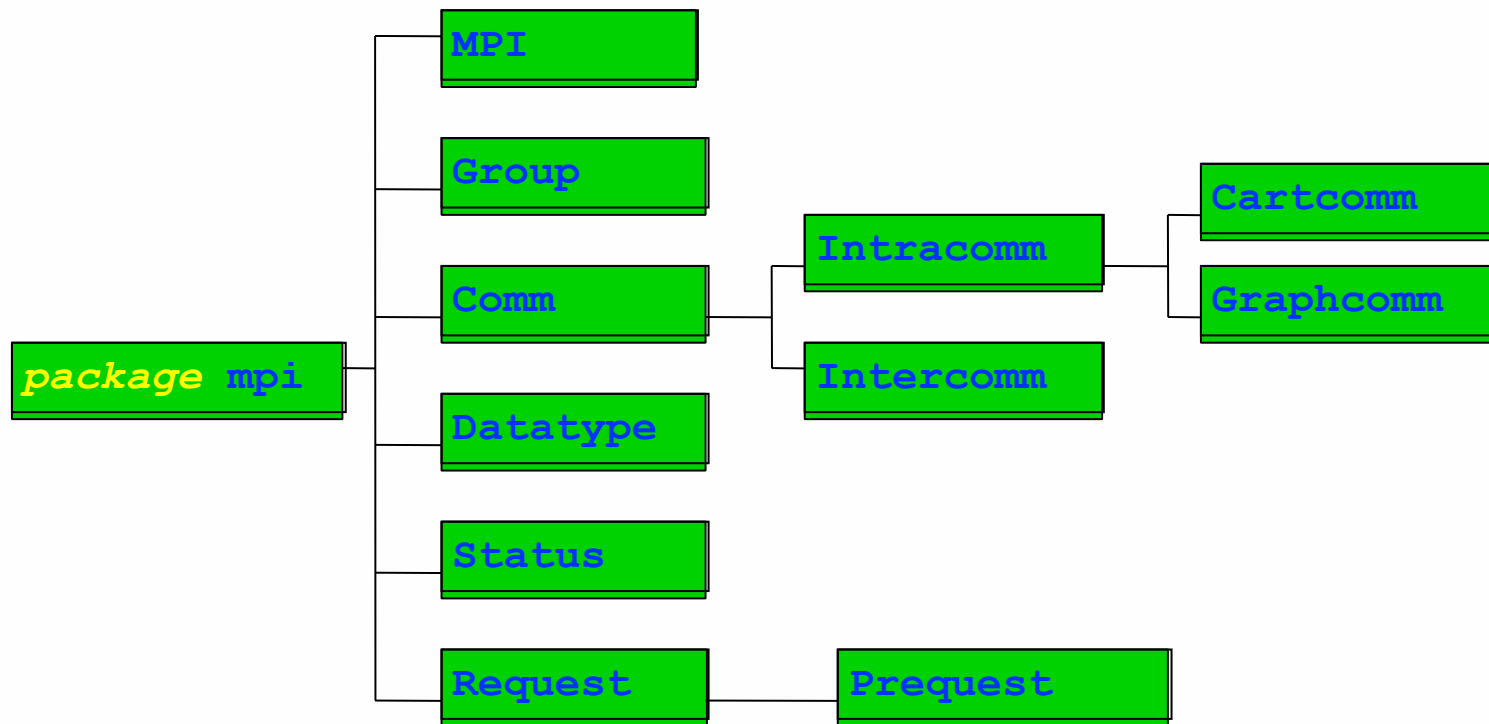 MPI
Group
Cartcomm
Intracomm
Comm
Graphcomm
package mpi
Intercomm
Datatype
Status
Request
Prequest